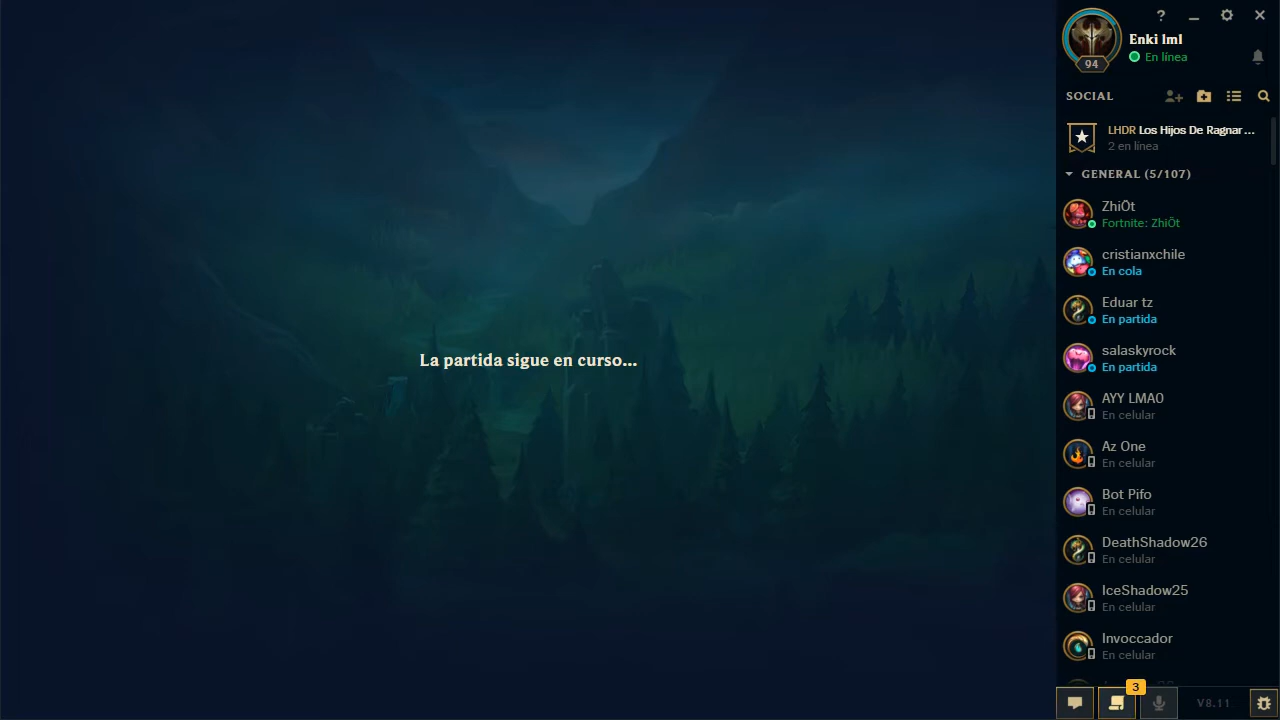 ?
Enki lml
En línea
94
SOCIAL
LHDR Los Hijos De Ragnar...
2 en línea
GENERAL (5/107)
ZhiÖt
Fortnite: ZhiÖt
cristianxchile
En cola
Eduar tz
En partida
salaskyrock
En partida
La partida sigue en curso...
AYY LMAO
En celular
Az One
En celular
Bot Pifo
En celular
DeathShadow26
En celular
IceShadow25
En celular
Invoccador
En celular
3
V8.11